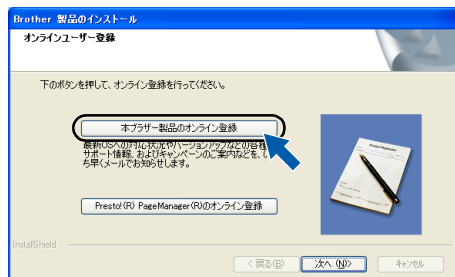 Brother 製品のインストール
オンラインユーザー登録
下のボタンを押して、オンライン登録を行ってください。
本ブラザー製品のオンライン登録
最新OSへの対応状況やバージョンアップなどの各種
サポート情報、およびキャンペーンのご案内などを、い
ち早くメールでお知らせします。
Presto!(R) PageManager(R)のオンライン登録
InstallShield
< 戻る(B)
次へ (N)>
キャンセル